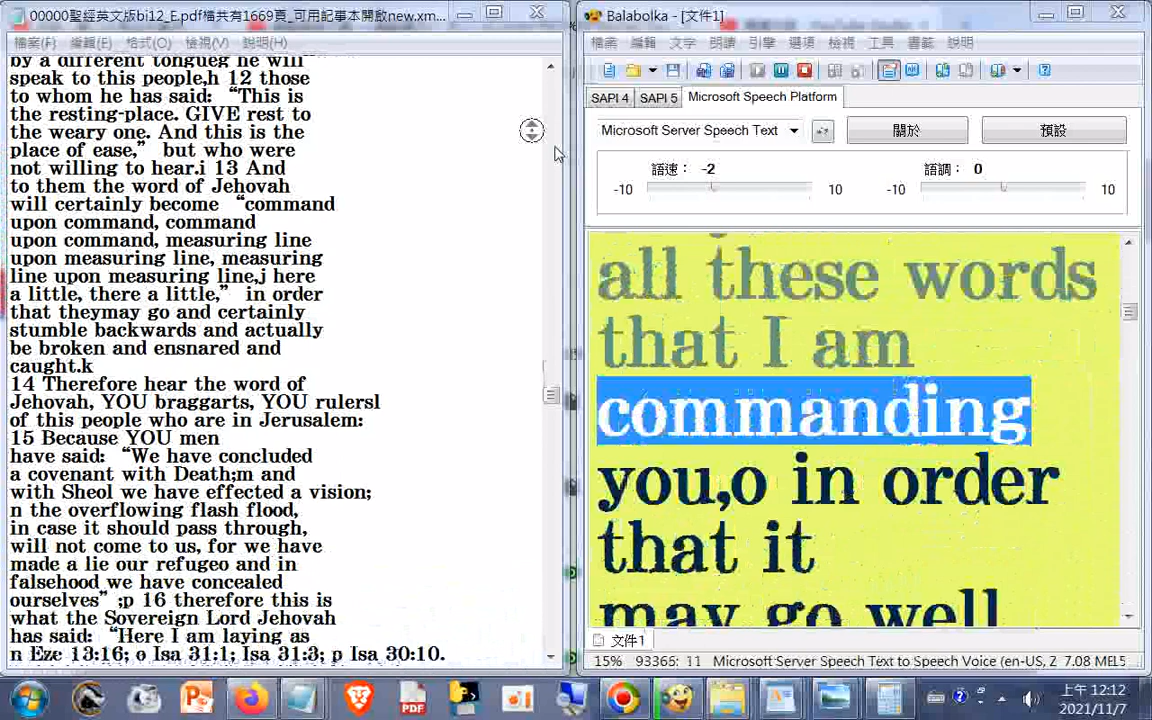 00000聖經英文版bi12_E.pdf檔共有1669頁_可用記事本開啟new.xm...
檔案(F) 編輯(E) 格式(O) 檢視(V) 說明(H)
by a different tongueg he will
speak to this people,h 12 those
to whom he has said: “This is
the resting-place. GIVE rest to
the weary one. And this is the
place of ease,” but who were
not willing to hear.i 13 And
to them the word of Jehovah
will certainly become “command
upon command, command
upon command, measuring line
upon measuring line, measuring
line upon measuring line,j here
a little, there a little,” in order
that theymay go and certainly
stumble backwards and actually
be broken and ensnared and
caught.k
14 Therefore hear the word of
Jehovah, YOU braggarts, YOU rulersl
of this people who are in Jerusalem:
15 Because YOU men
have said: “We have concluded
a covenant with Death;m and
with Sheol we have effected a vision;
n the overflowing flash flood,
in case it should pass through,
will not come to us, for we have
made a lie our refugeo and in
falsehood we have concealed
ourselves” ;p 16 therefore this is
what the Sovereign Lord Jehovah
has said: “Here I am laying as
n Eze 13:16; o Isa 31:1; Isa 31:3; p Isa 30:10.
Balabolka - [文件1]
檔案 編輯 文字 朗讀 引擎 選項 檢視 工具 書籤 說明
SAPI 4 SAPI 5 Microsoft Speech Platform
Microsoft Server Speech Text 關於 預設
語速: -2 語調: 0
-10 10 -10 10
all these words
that I am
commanding
you,o in order
that it
may go well
文件1
15% 93365: 11 Microsoft Server Speech Text to Speech Voice (en-US, Z 7.08 MB
PDF
上午 12:12
2021/11/7